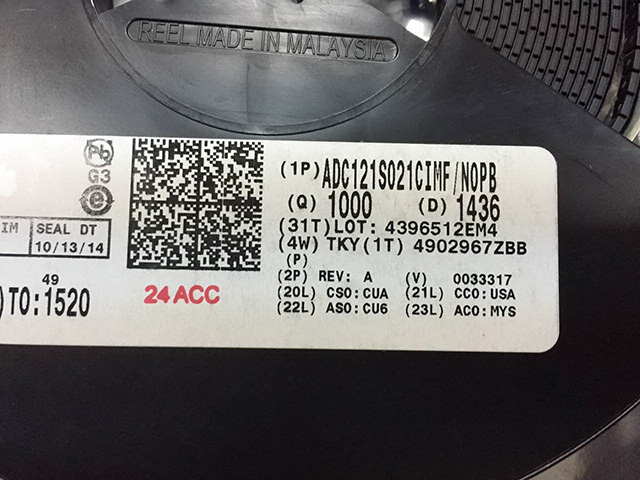 REEL MADE IN MALAYSIA
Pb
G3
e
IM SEAL DT
10/13/14
49
)TO:1520
24 ACC
(1P) ADC121S021CIMF/NOPB
(Q) 1000 (D) 1436
(31T)LOT: 4396512EM4
(4W) TKY(1T) 4902967ZBB
(P)
(2P) REV: A (V) 0033317
(20L) CSO:CUA (21L) CCO:USA
(22L) ASO:CU6 (23L) ACO:MYS